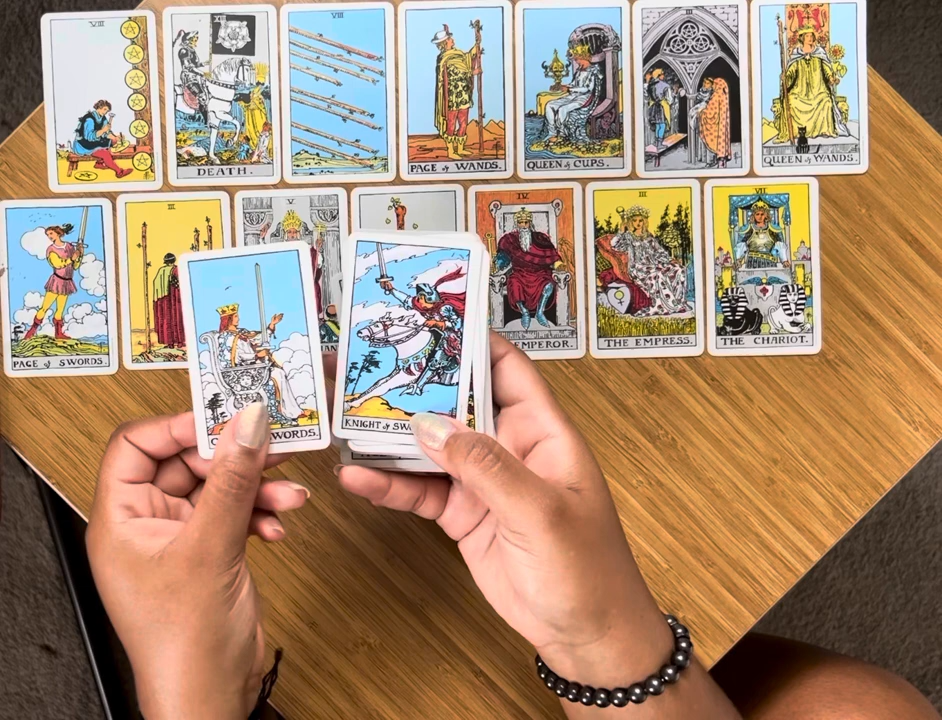 VIII
XIII
DEATH.
VIII
PAGE of WANDS.
QUEEN of CUPS.
III
QUEEN of WANDS.
PAGE of SWORDS.
III
V
IV
EMPEROR.
III
THE EMPRESS.
VII
THE CHARIOT.
SWORDS.
KNIGHT of